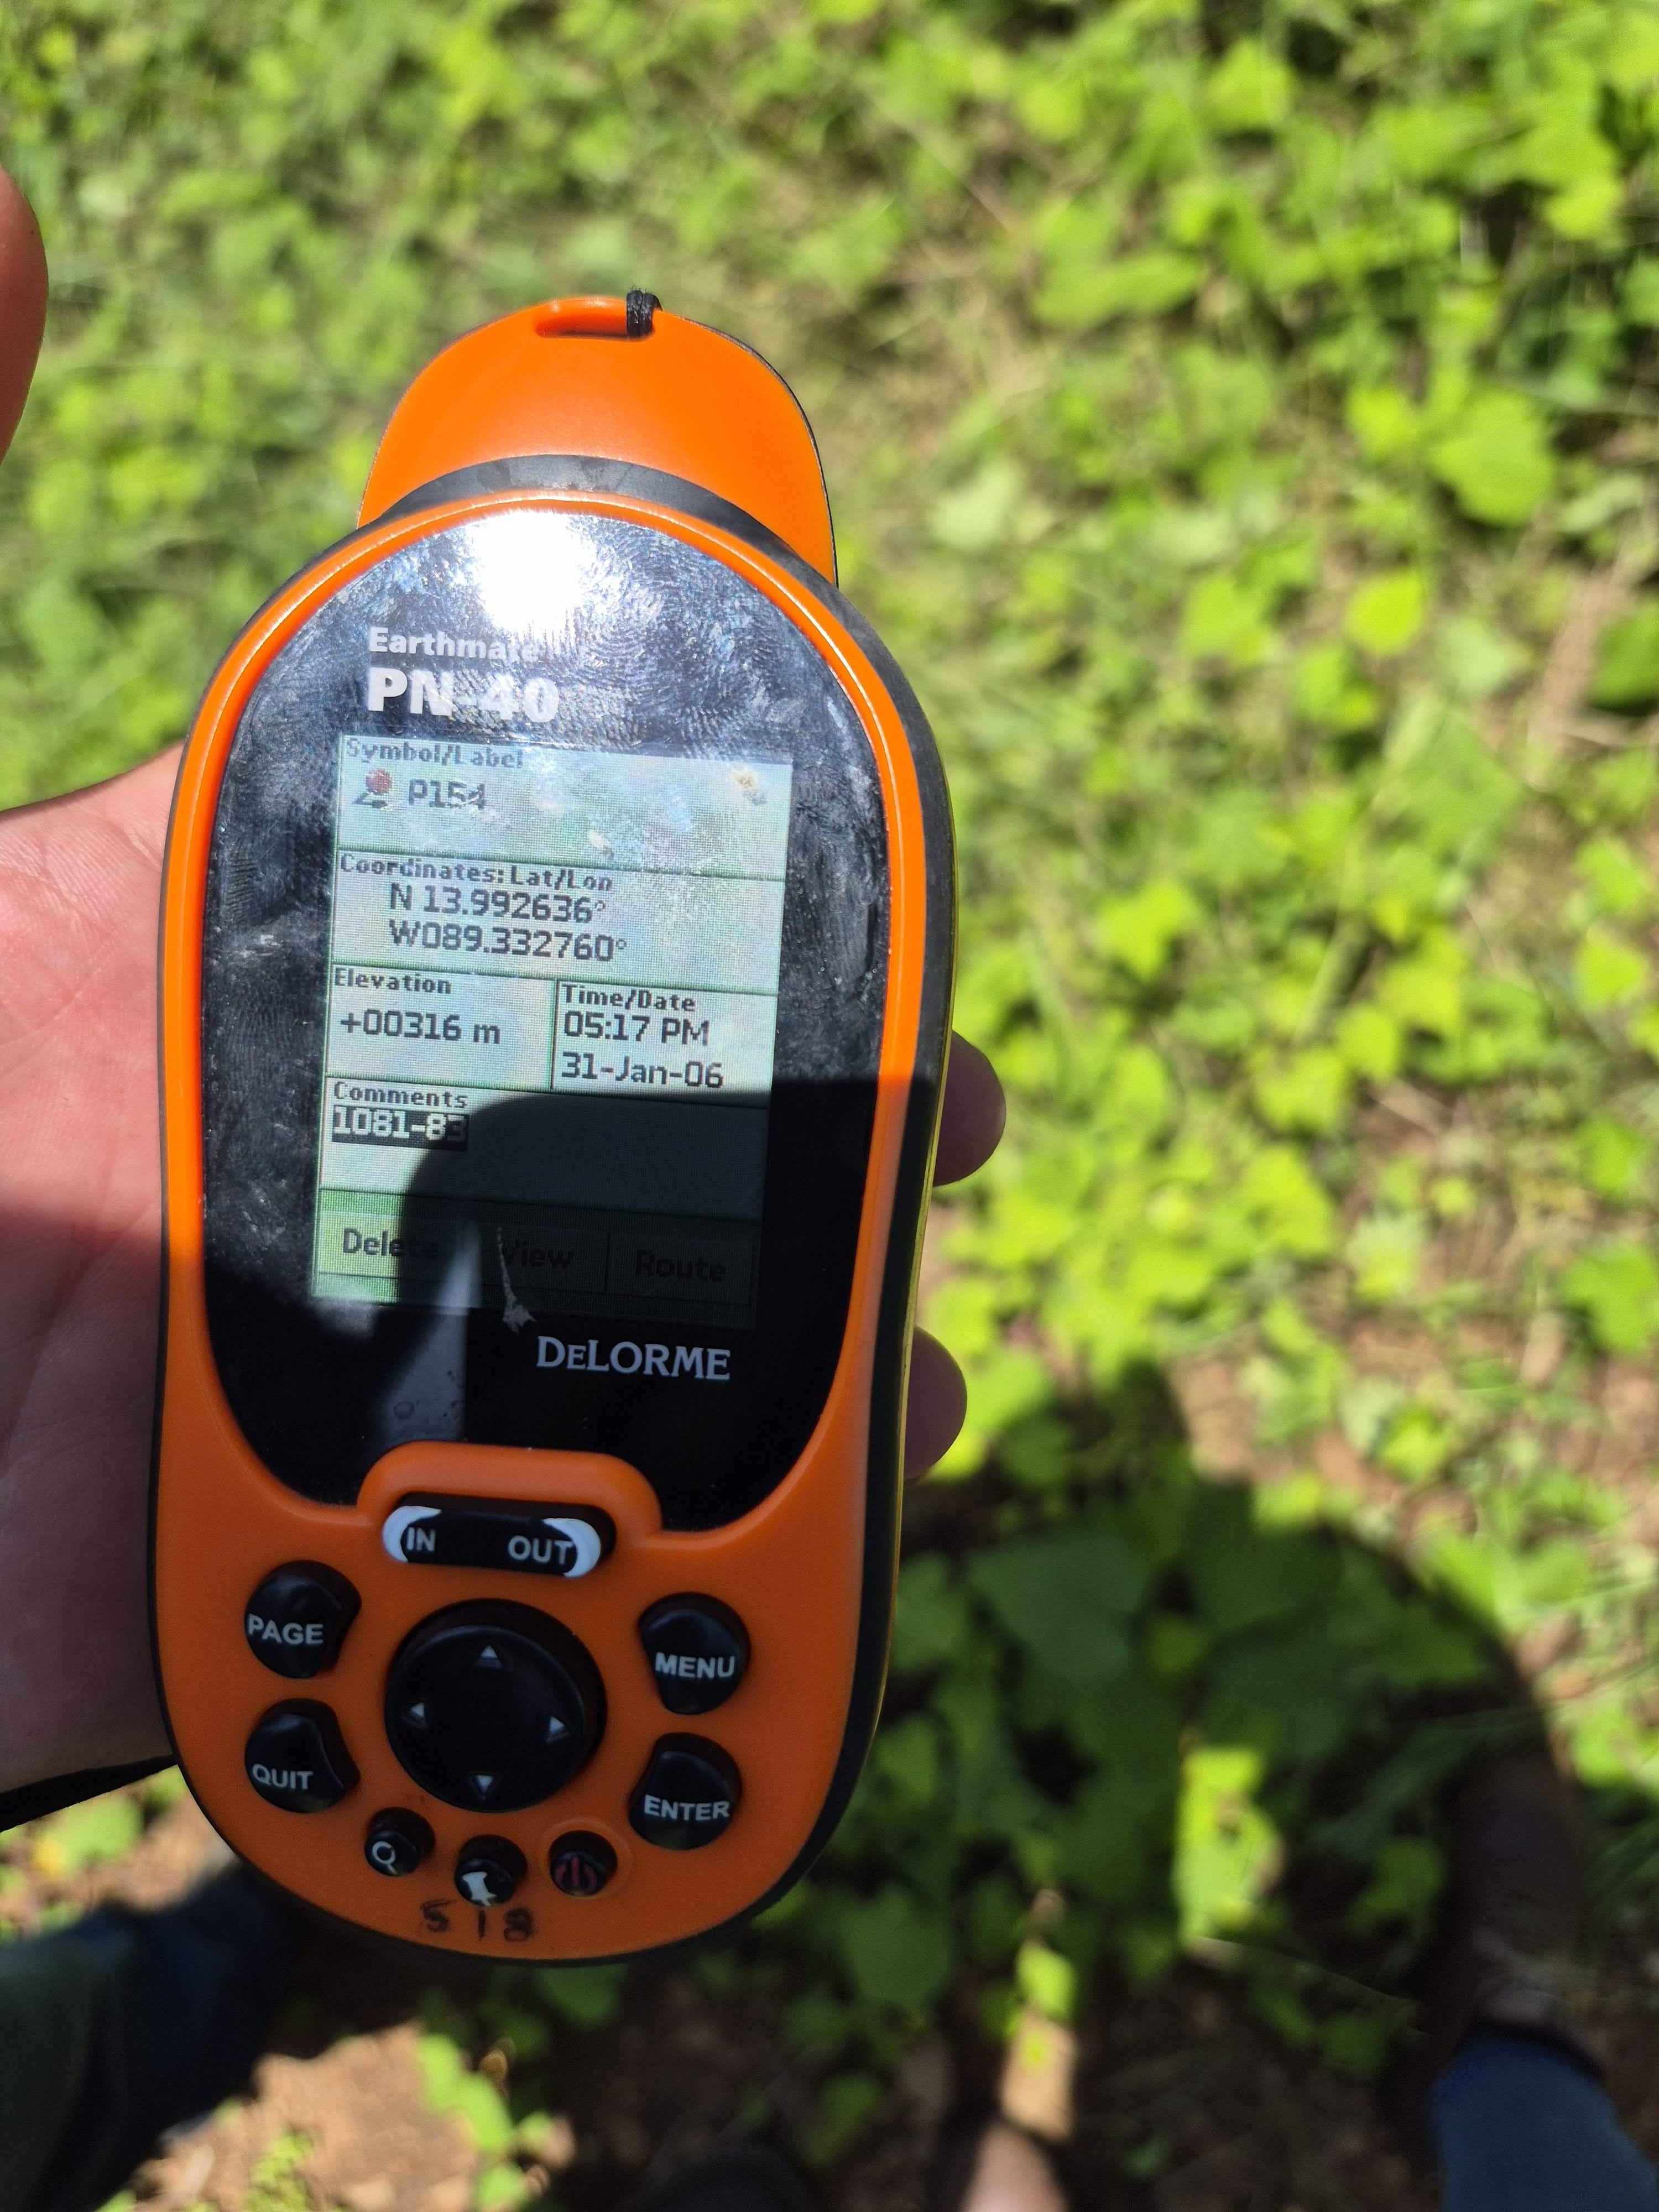 Earthmate
PN-40
Symbol/Label
P154
Coordinates: Lat/Lon
N 13.992636°
W089.332760°
Elevation
+00316 m
Time/Date
05:17 PM
31-Jan-06
Comments
1081-83
Delete View Route
DELORME
IN OUT
PAGE
MENU
QUIT
ENTER
S18